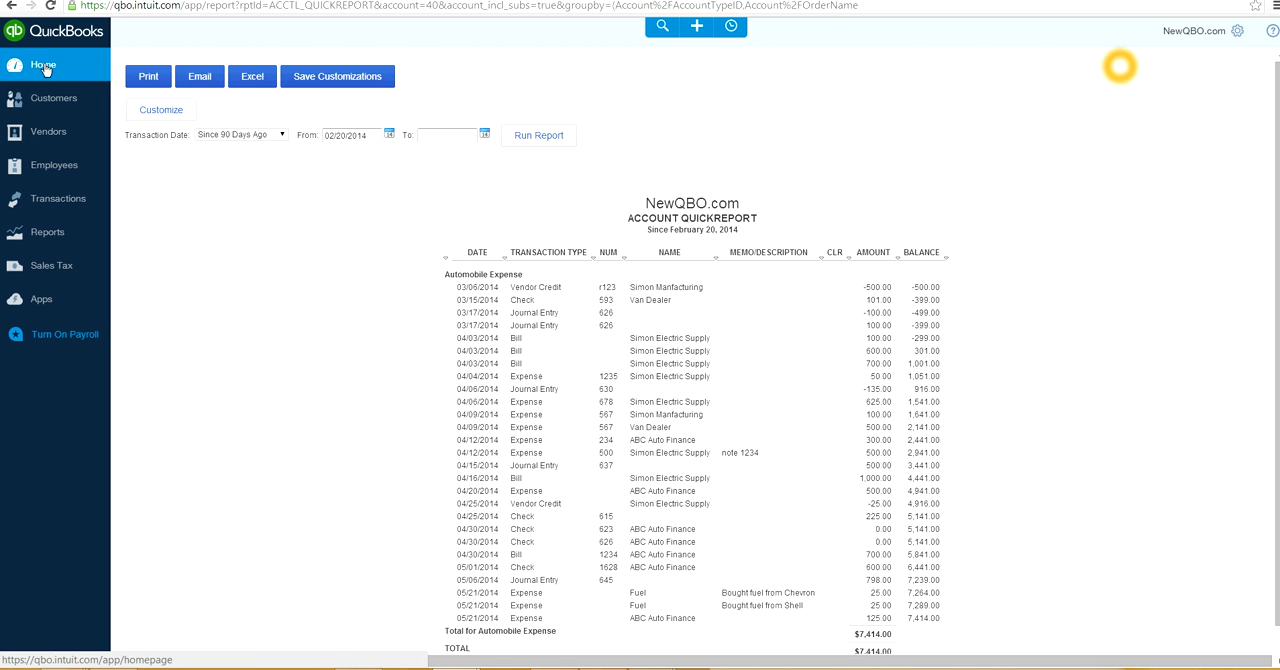 https://qbo.intuit.com/app/report?rptId=ACCTL_QUICKREPORT&account=40&account_incl_subs=true&groupby=(Account%2FAccountTypeID,Account%2FOrderName
qb QuickBooks
NewQBO.com
Home
Print Email Excel Save Customizations
Customers
Customize
Vendors
Transaction Date: Since 90 Days Ago From: 02/20/2014 To: Run Report
Employees
Transactions
Reports
Sales Tax
Apps
Turn On Payroll
NewQBO.com
ACCOUNT QUICKREPORT
Since February 20, 2014
DATE TRANSACTION TYPE NUM NAME MEMO/DESCRIPTION CLR AMOUNT BALANCE
Automobile Expense
03/06/2014 Vendor Credit r123 Simon Manfacturing -500.00 -500.00
03/15/2014 Check 593 Van Dealer 101.00 -399.00
03/17/2014 Journal Entry 626 -100.00 -499.00
03/17/2014 Journal Entry 626 100.00 -399.00
04/03/2014 Bill Simon Electric Supply 100.00 -299.00
04/03/2014 Bill Simon Electric Supply 600.00 301.00
04/03/2014 Bill Simon Electric Supply 700.00 1,001.00
04/04/2014 Expense 1235 Simon Electric Supply 50.00 1,051.00
04/06/2014 Journal Entry 630 -135.00 916.00
04/06/2014 Expense 678 Simon Electric Supply 625.00 1,541.00
04/09/2014 Expense 567 Simon Manfacturing 100.00 1,641.00
04/09/2014 Expense 567 Van Dealer 500.00 2,141.00
04/12/2014 Expense 234 ABC Auto Finance 300.00 2,441.00
04/12/2014 Expense 500 Simon Electric Supply note 1234 500.00 2,941.00
04/15/2014 Journal Entry 637 500.00 3,441.00
04/16/2014 Bill Simon Electric Supply 1,000.00 4,441.00
04/20/2014 Expense ABC Auto Finance 500.00 4,941.00
04/25/2014 Vendor Credit Simon Electric Supply -25.00 4,916.00
04/25/2014 Check 615 225.00 5,141.00
04/30/2014 Check 623 ABC Auto Finance 0.00 5,141.00
04/30/2014 Check 626 ABC Auto Finance 0.00 5,141.00
04/30/2014 Bill 1234 ABC Auto Finance 700.00 5,841.00
05/01/2014 Check 1628 ABC Auto Finance 600.00 6,441.00
05/06/2014 Journal Entry 645 798.00 7,239.00
05/21/2014 Expense Fuel Bought fuel from Chevron 25.00 7,264.00
05/21/2014 Expense Fuel Bought fuel from Shell 25.00 7,289.00
05/21/2014 Expense ABC Auto Finance 125.00 7,414.00
Total for Automobile Expense $7,414.00
TOTAL $7,414.00
https://qbo.intuit.com/app/homepage